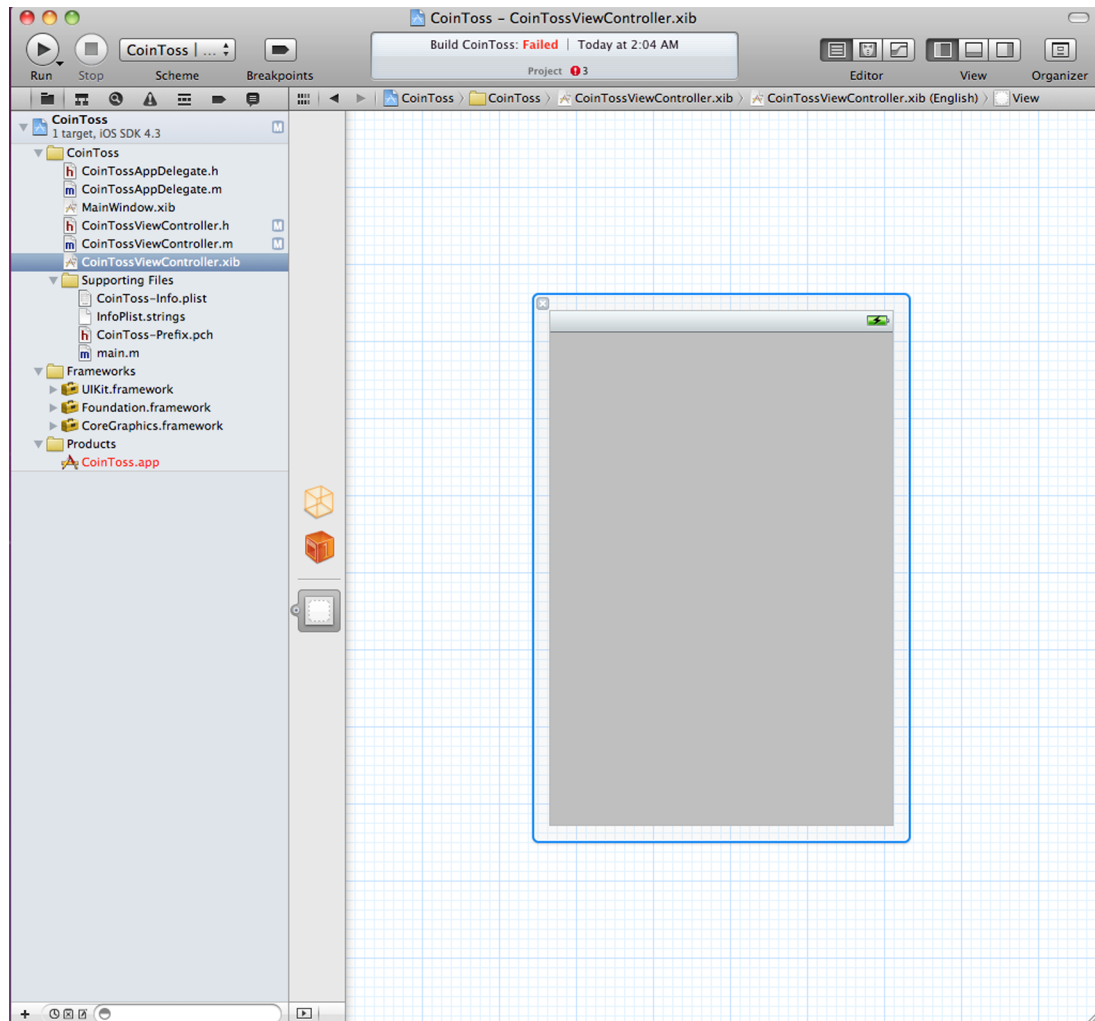 CoinToss – CoinTossViewController.xib
Run
Stop
CoinToss | ...
Scheme
Breakpoints
Build CoinToss: Failed | Today at 2:04 AM
Project 3
Editor
View
Organizer
CoinToss
CoinToss
CoinTossViewController.xib
CoinTossViewController.xib (English)
View
CoinToss
1 target, iOS SDK 4.3
M
CoinToss
h CoinTossAppDelegate.h
m CoinTossAppDelegate.m
MainWindow.xib
h CoinTossViewController.h M
m CoinTossViewController.m M
CoinTossViewController.xib
Supporting Files
CoinToss-Info.plist
InfoPlist.strings
h CoinToss-Prefix.pch
m main.m
Frameworks
UIKit.framework
Foundation.framework
CoreGraphics.framework
Products
CoinToss.app